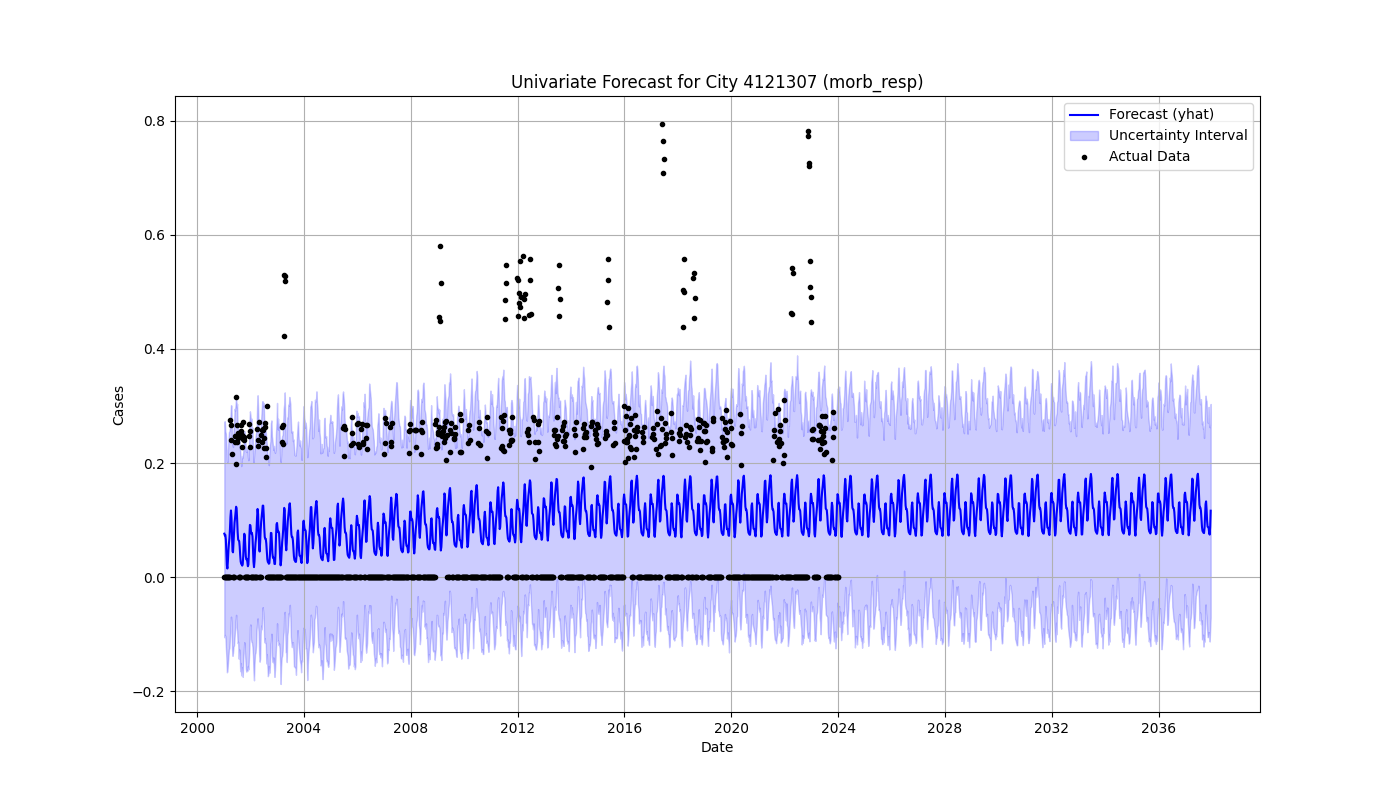 Univariate Forecast for City 4121307 (morb_resp)
Forecast (yhat)
Uncertainty Interval
Actual Data
Cases
0.8
0.6
0.4
0.2
0.0
−0.2
2000 2004 2008 2012 2016 2020 2024 2028 2032 2036
Date